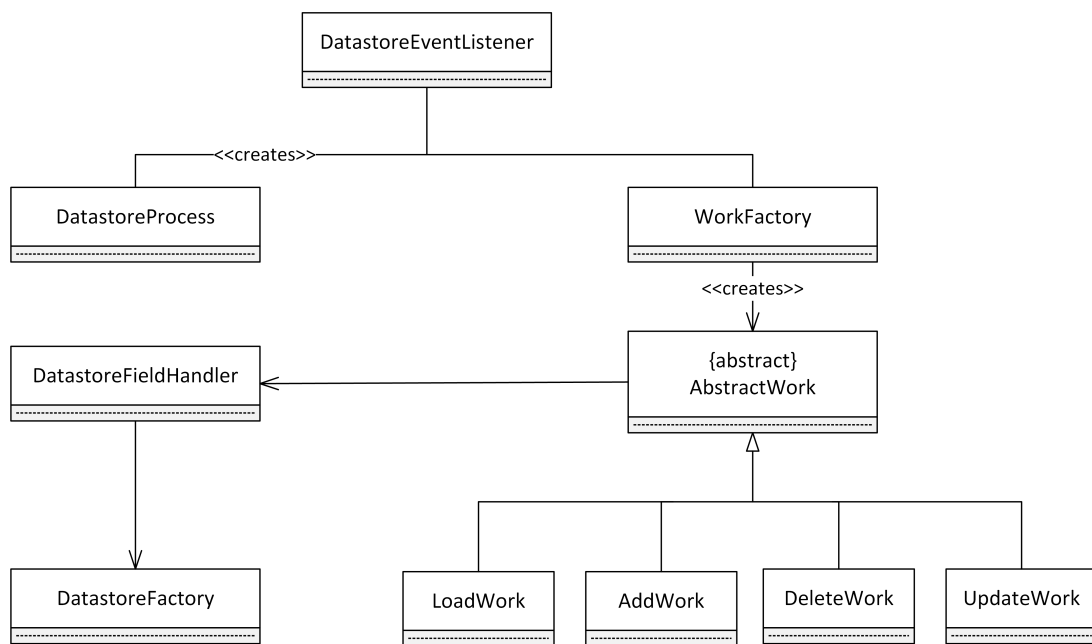 DatastoreEventListener
<<creates>>
DatastoreProcess
WorkFactory
<<creates>>
DatastoreFieldHandler
{abstract}
AbstractWork
DatastoreFactory
LoadWork
AddWork
DeleteWork
UpdateWork